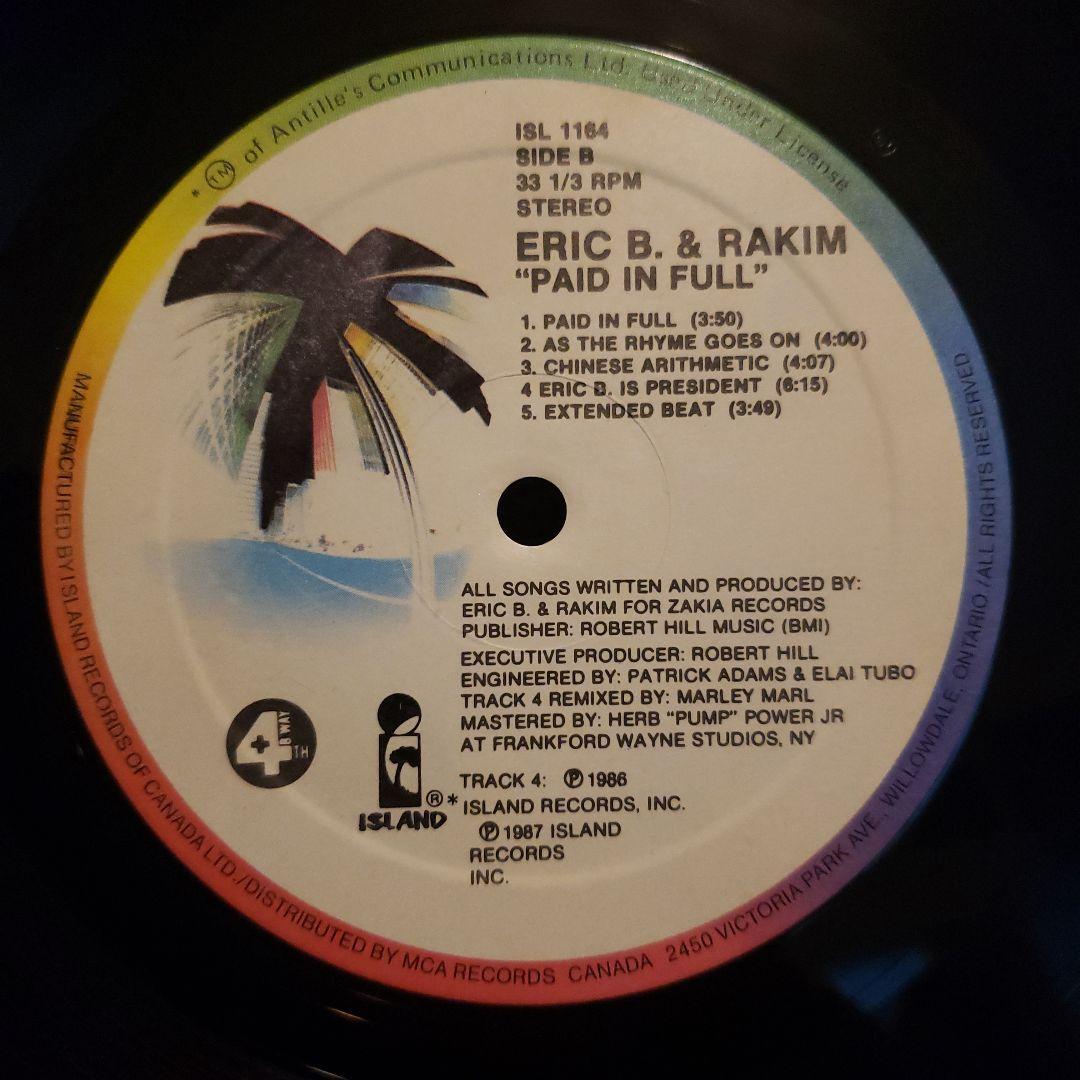 * TM of Antille's Communications Ltd. Used Under License
ISL 1164
SIDE B
33 1/3 RPM
STEREO
ERIC B. & RAKIM
“PAID IN FULL”
1. PAID IN FULL (3:50)
2. AS THE RHYME GOES ON (4:00)
3. CHINESE ARITHMETIC (4:07)
4 ERIC B. IS PRESIDENT (6:15)
5. EXTENDED BEAT (3:49)
ALL SONGS WRITTEN AND PRODUCED BY:
ERIC B. & RAKIM FOR ZAKIA RECORDS
PUBLISHER: ROBERT HILL MUSIC (BMI)
EXECUTIVE PRODUCER: ROBERT HILL
ENGINEERED BY: PATRICK ADAMS & ELAI TUBO
TRACK 4 REMIXED BY: MARLEY MARL
MASTERED BY: HERB “PUMP” POWER JR
AT FRANKFORD WAYNE STUDIOS, NY
4TH + B'WAY
ISLAND ® *
TRACK 4: ℗ 1986
ISLAND RECORDS, INC.
℗ 1987 ISLAND
RECORDS
INC.
MANUFACTURED BY ISLAND RECORDS OF CANADA LTD./DISTRIBUTED BY MCA RECORDS CANADA 2450 VICTORIA PARK AVE., WILLOWDALE, ONTARIO / ALL RIGHTS RESERVED